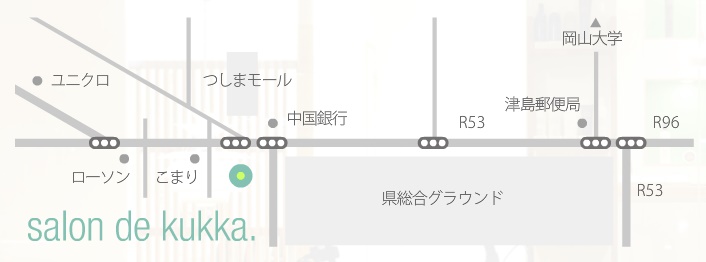 岡山大学
ユニクロ
つしまモール
津島郵便局
中国銀行
R53
R96
ローソン
こまり
県総合グラウンド
R53
salon de kukka.